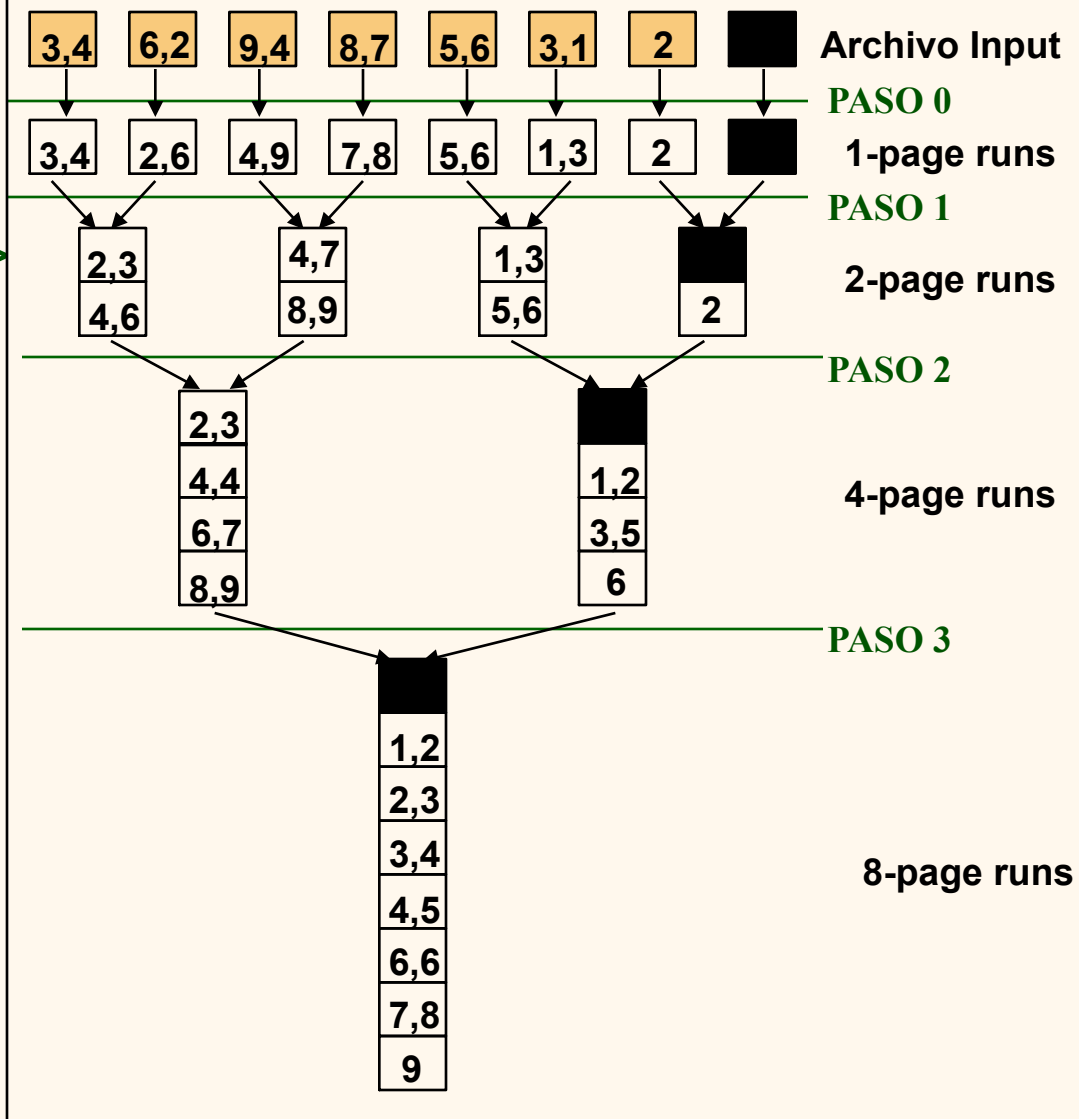 3,4 6,2 9,4 8,7 5,6 3,1 2 Archivo Input
PASO 0
3,4 2,6 4,9 7,8 5,6 1,3 2 1-page runs
PASO 1
2,3 4,7 1,3
2-page runs
4,6 8,9 5,6 2
PASO 2
2,3
4,4 1,2
4-page runs
6,7 3,5
8,9 6
PASO 3
1,2
2,3
3,4
8-page runs
4,5
6,6
7,8
9